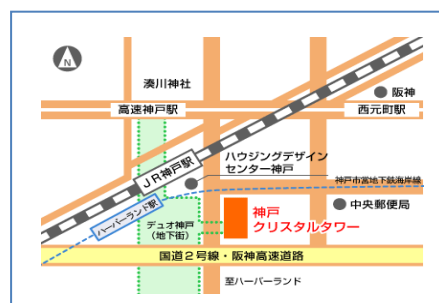 N
湊川神社
阪神
高速神戸駅
西元町駅
JR神戸駅
ハウジングデザイン
センター神戸
神戸市営地下鉄海岸線
ハーバーランド駅
デュオ神戸
(地下街)
神戸
クリスタルタワー
中央郵便局
国道2号線・阪神高速道路
至ハーバーランド